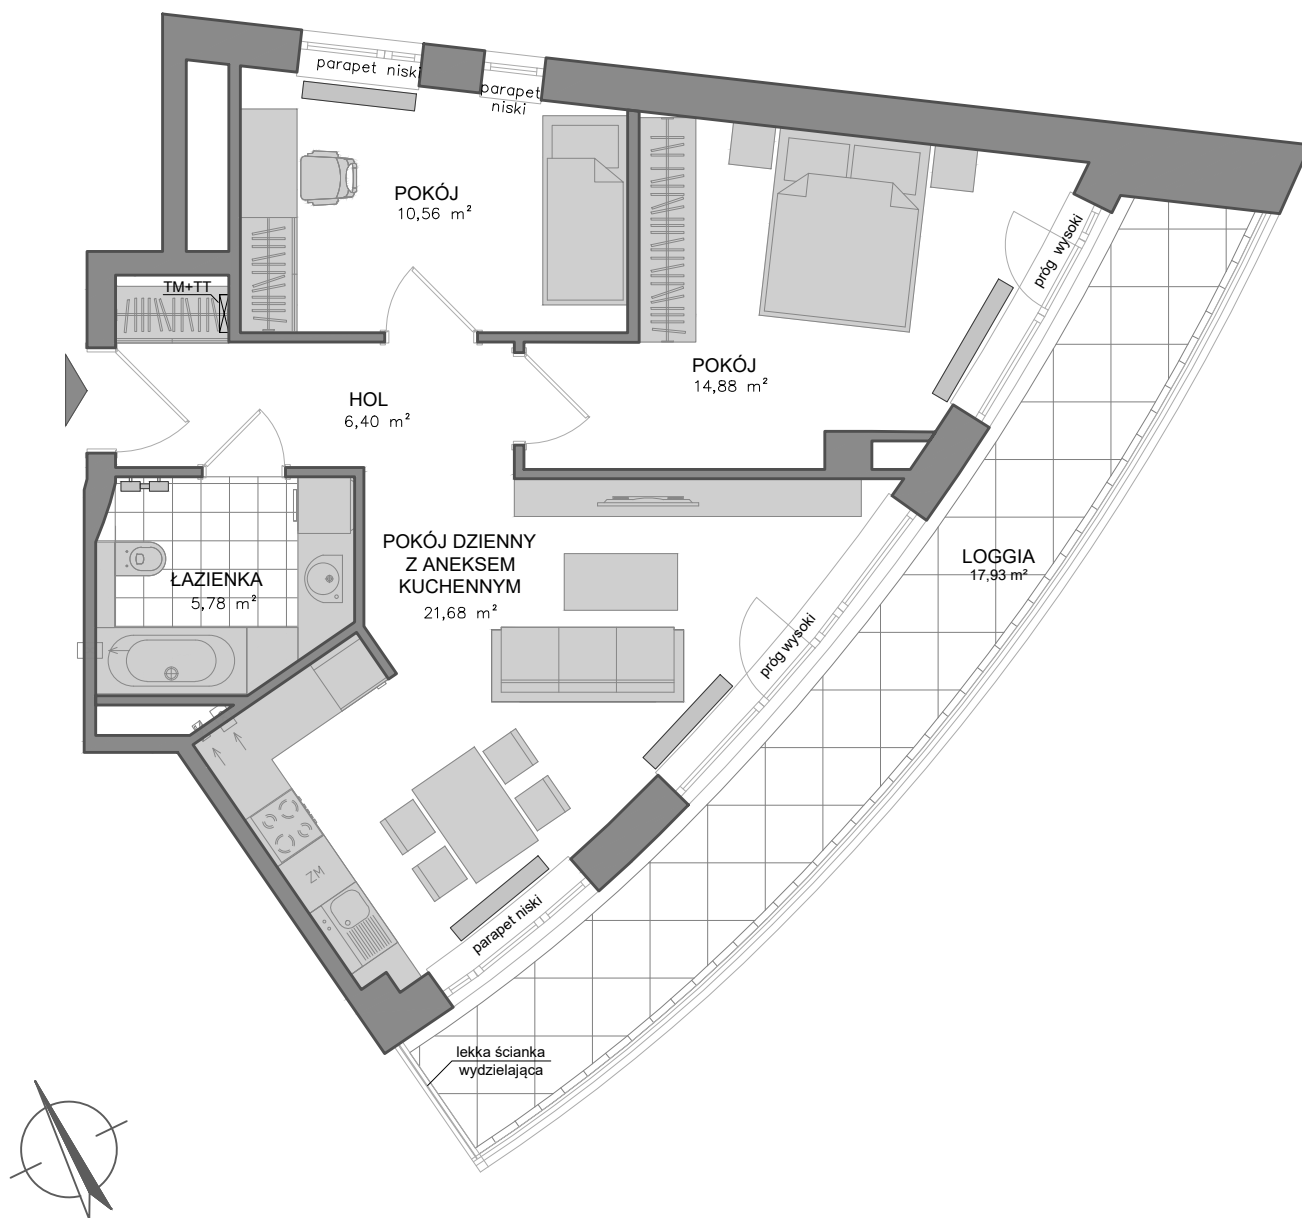 parapet niski
parapet
niski
POKÓJ
10,56 m²
próg wysoki
TM+TT
POKÓJ
14,88 m²
HOL
6,40 m²
POKÓJ DZIENNY
Z ANEKSEM
KUCHENNYM
21,68 m²
LOGGIA
17,93 m²
ŁAZIENKA
5,78 m²
próg wysoki
ZM
parapet niski
lekka ścianka
wydzielająca